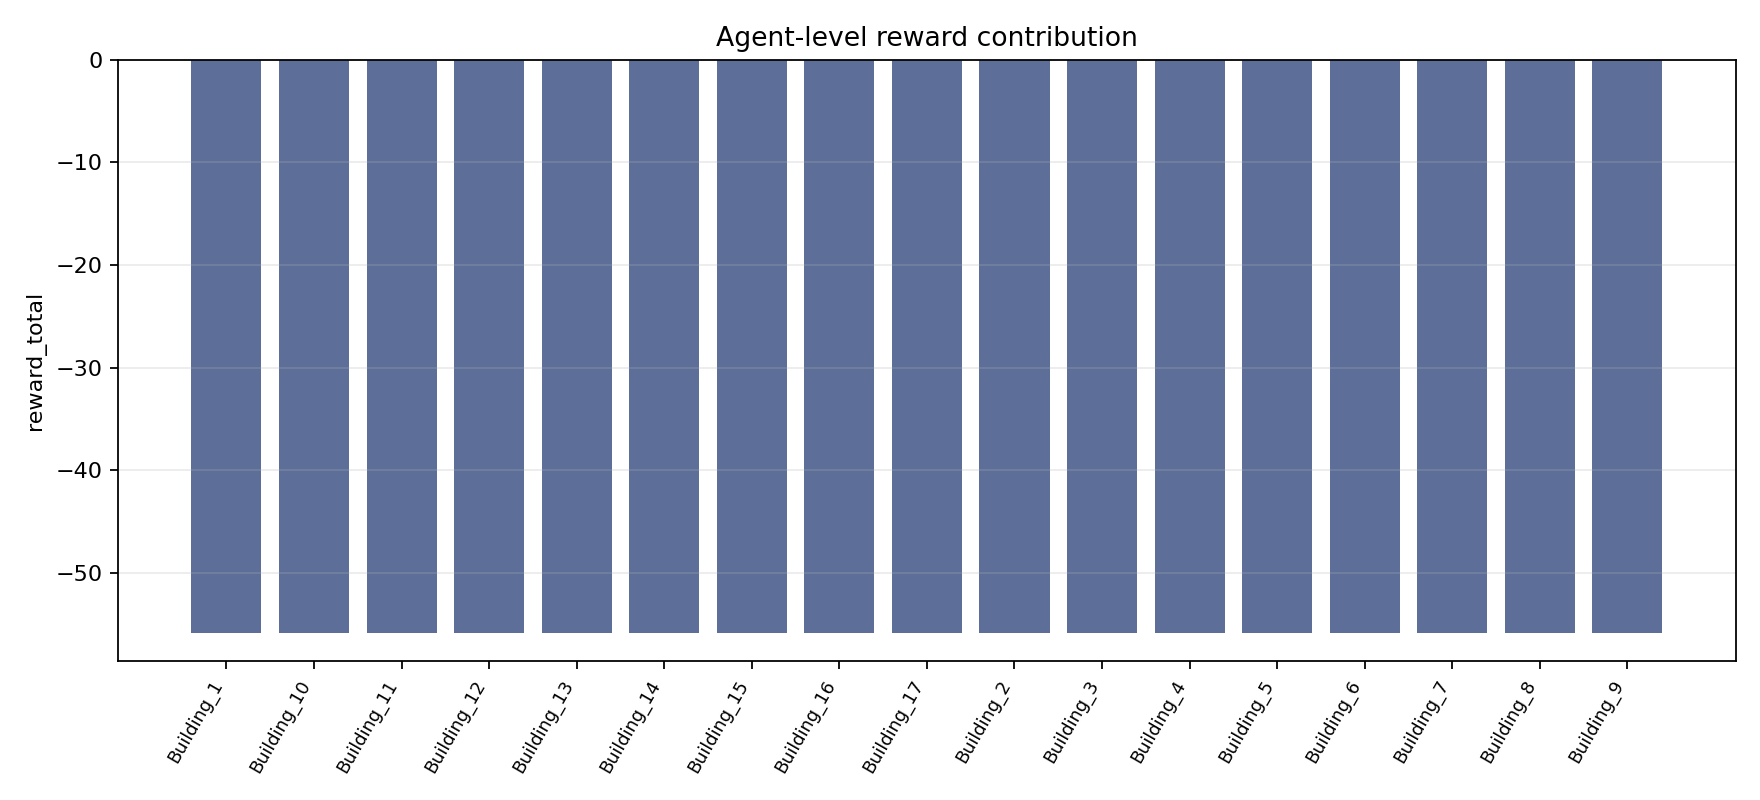 Agent-level reward contribution
reward_total
0
−10
−20
−30
−40
−50
Building_1
Building_10
Building_11
Building_12
Building_13
Building_14
Building_15
Building_16
Building_17
Building_2
Building_3
Building_4
Building_5
Building_6
Building_7
Building_8
Building_9